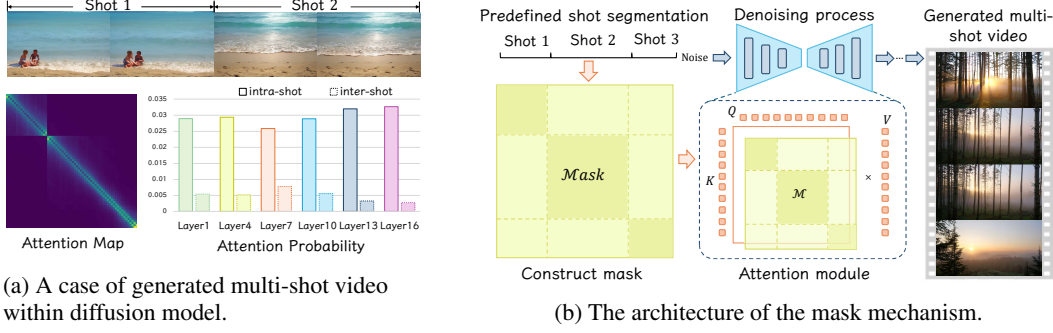 Shot 1 Shot 2
0.035
0.03
0.025
0.02
0.015
0.01
0.005
0
intra-shot inter-shot
Layer1 Layer4 Layer7 Layer10 Layer13 Layer16
Attention Map
Attention Probability
(a) A case of generated multi-shot video
within diffusion model.
Predefined shot segmentation
Shot 1 Shot 2 Shot 3
Mask
Construct mask
Denoising process
Noise
...
Q
K
V
M
×
Attention module
Generated multi-
shot video
(b) The architecture of the mask mechanism.